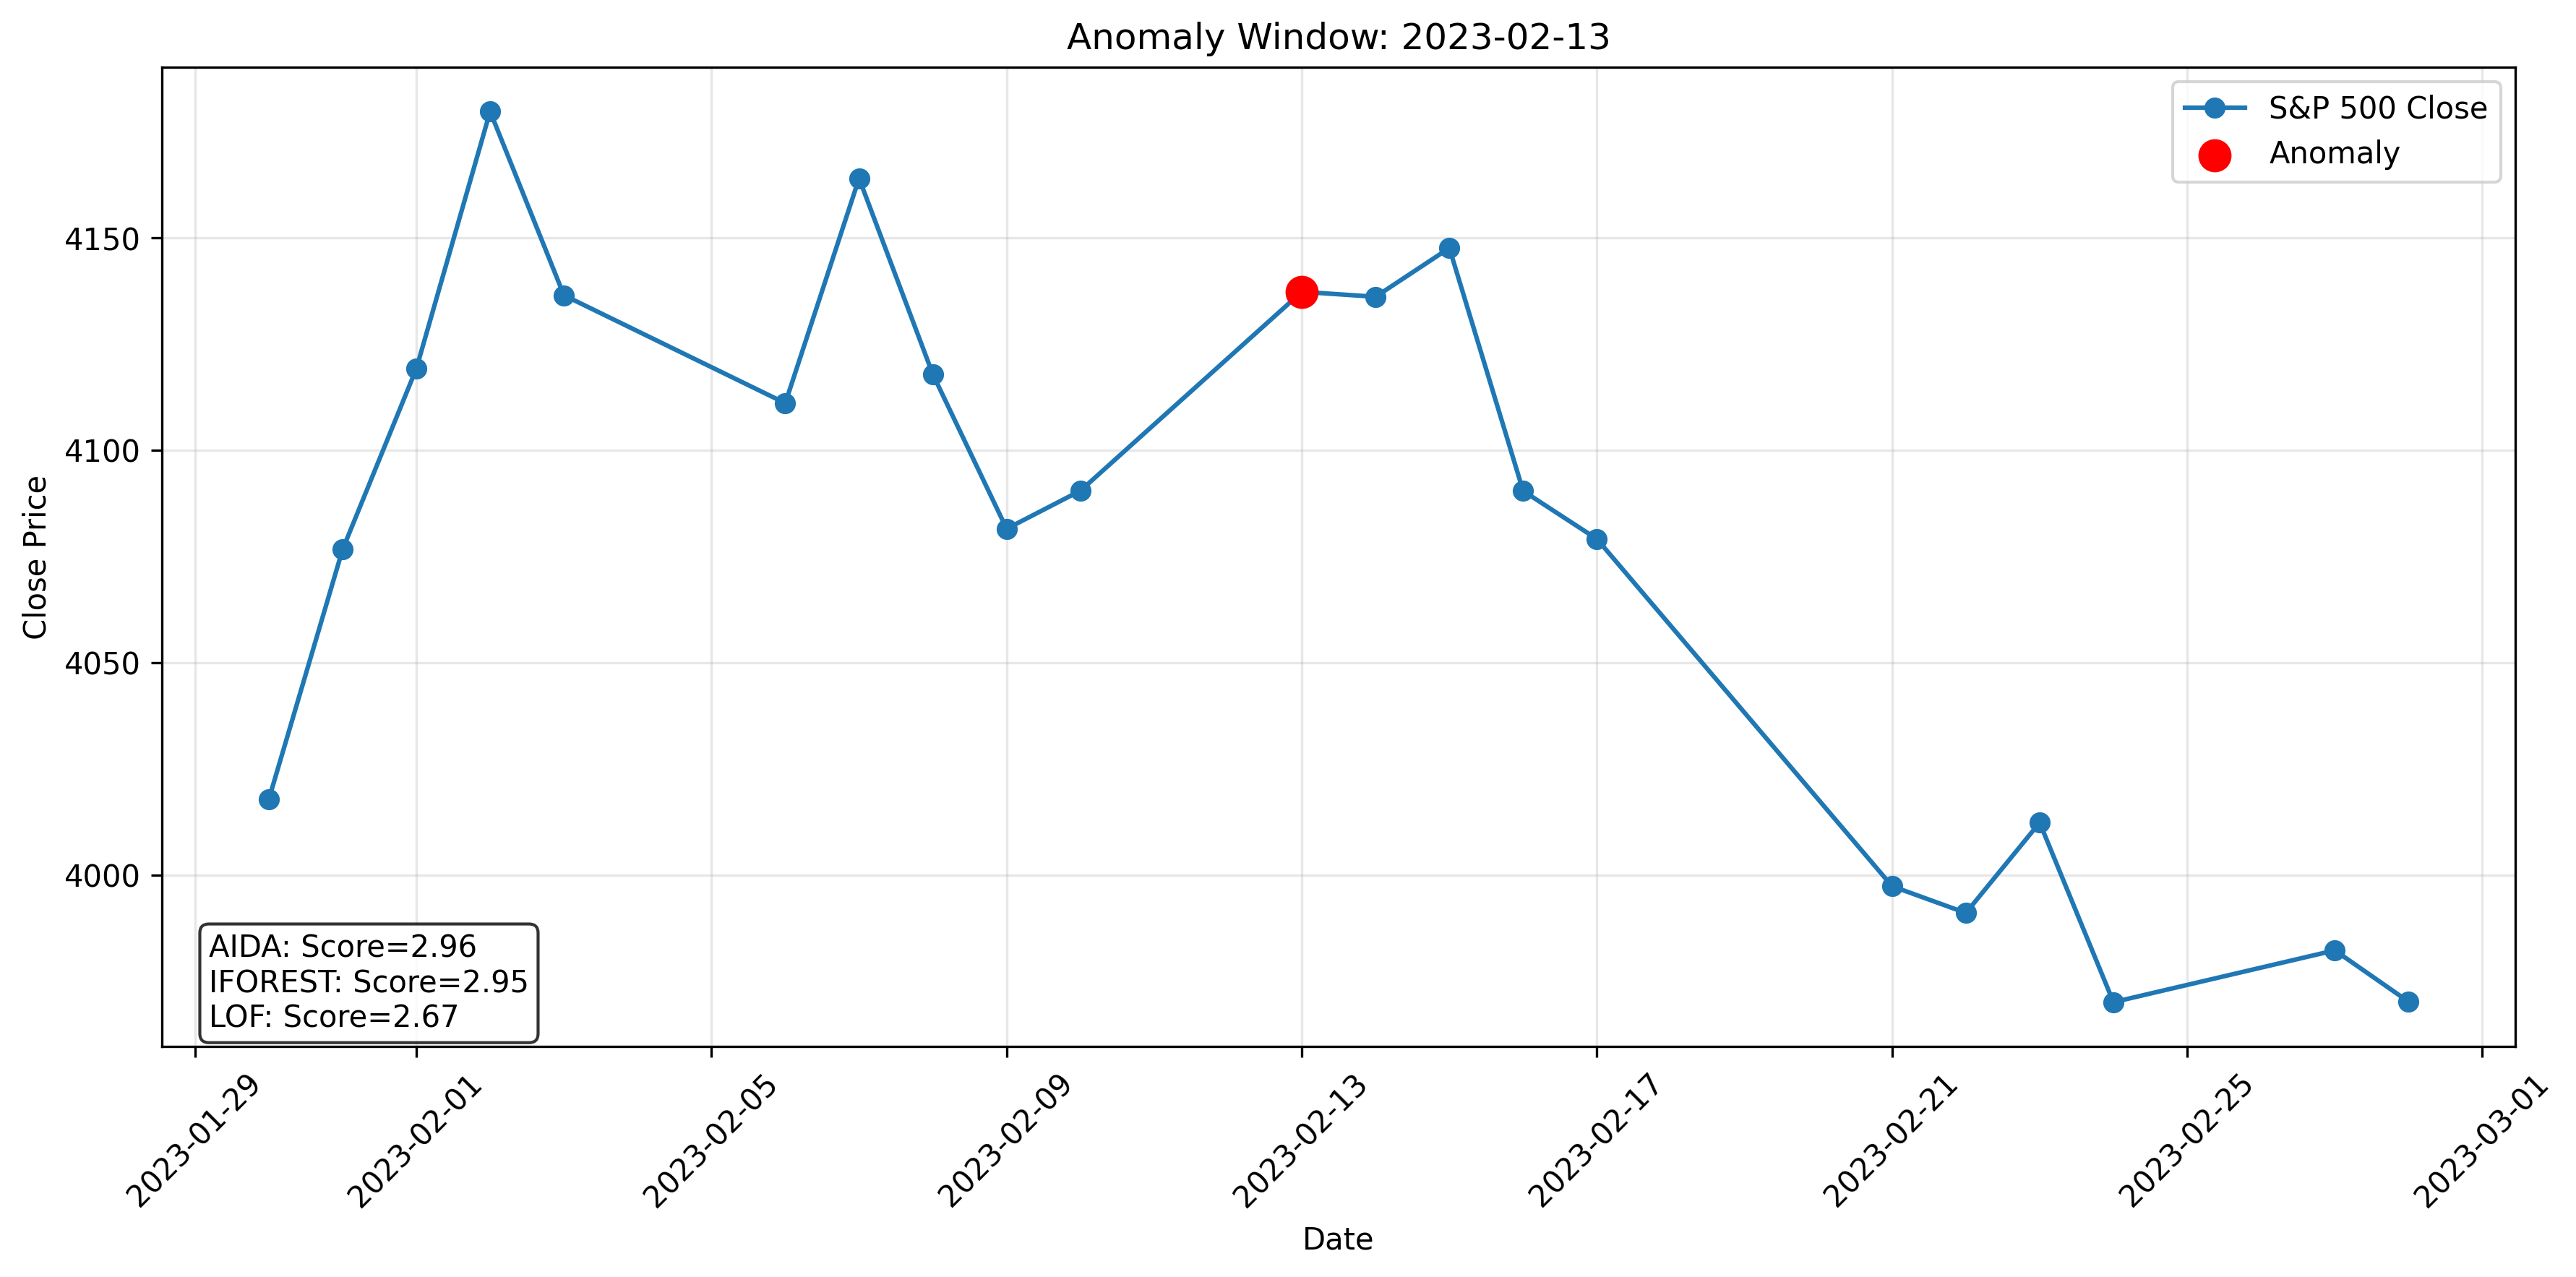 Anomaly Window: 2023-02-13
S&P 500 Close
Anomaly
Close Price
4150
4100
4050
4000
AIDA: Score=2.96
IFOREST: Score=2.95
LOF: Score=2.67
2023-01-29
2023-02-01
2023-02-05
2023-02-09
2023-02-13
2023-02-17
2023-02-21
2023-02-25
2023-03-01
Date